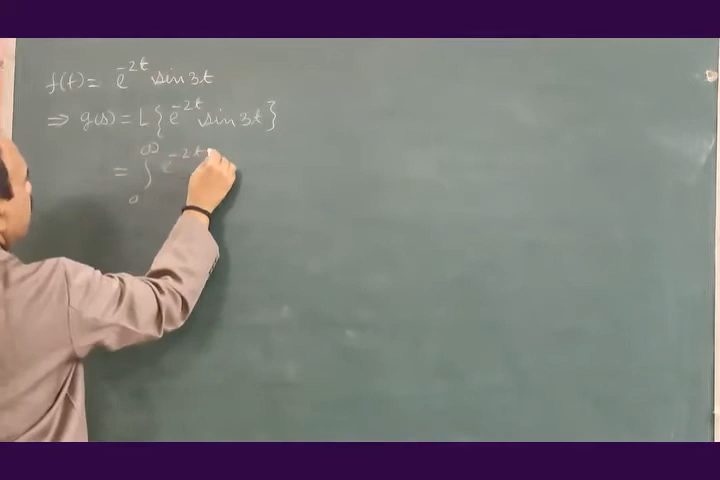 f(t) = e^{-2t} sin 3t
⇒ g(s) = L{e^{-2t} sin 3t}
= ∫_0^∞ e^{-2t}